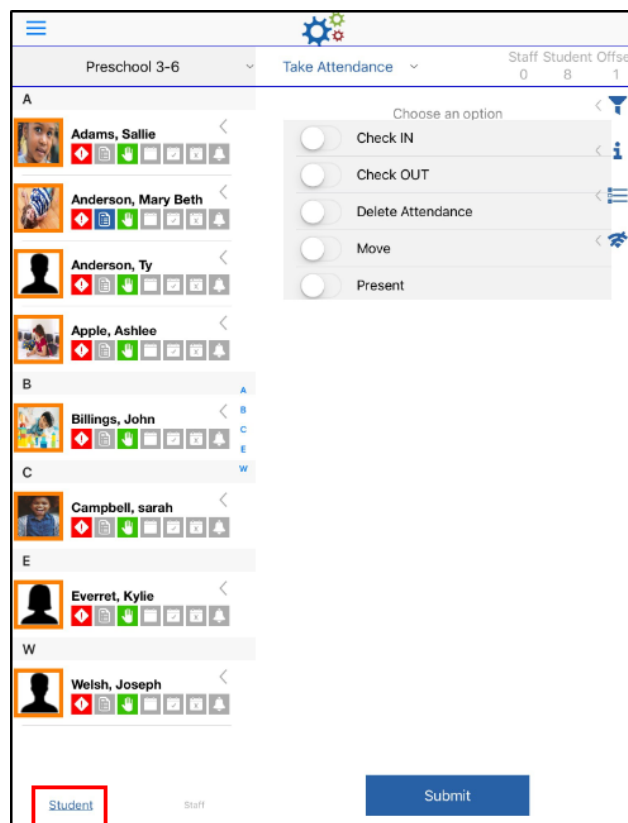 Preschool 3-6
Take Attendance
Staff Student Offse
0 8 1
A
Adams, Sallie
Anderson, Mary Beth
Anderson, Ty
Apple, Ashlee
B
Billings, John
C
Campbell, sarah
E
Everret, Kylie
W
Welsh, Joseph
A
B
C
E
W
Choose an option
Check IN
Check OUT
Delete Attendance
Move
Present
Student
Staff
Submit